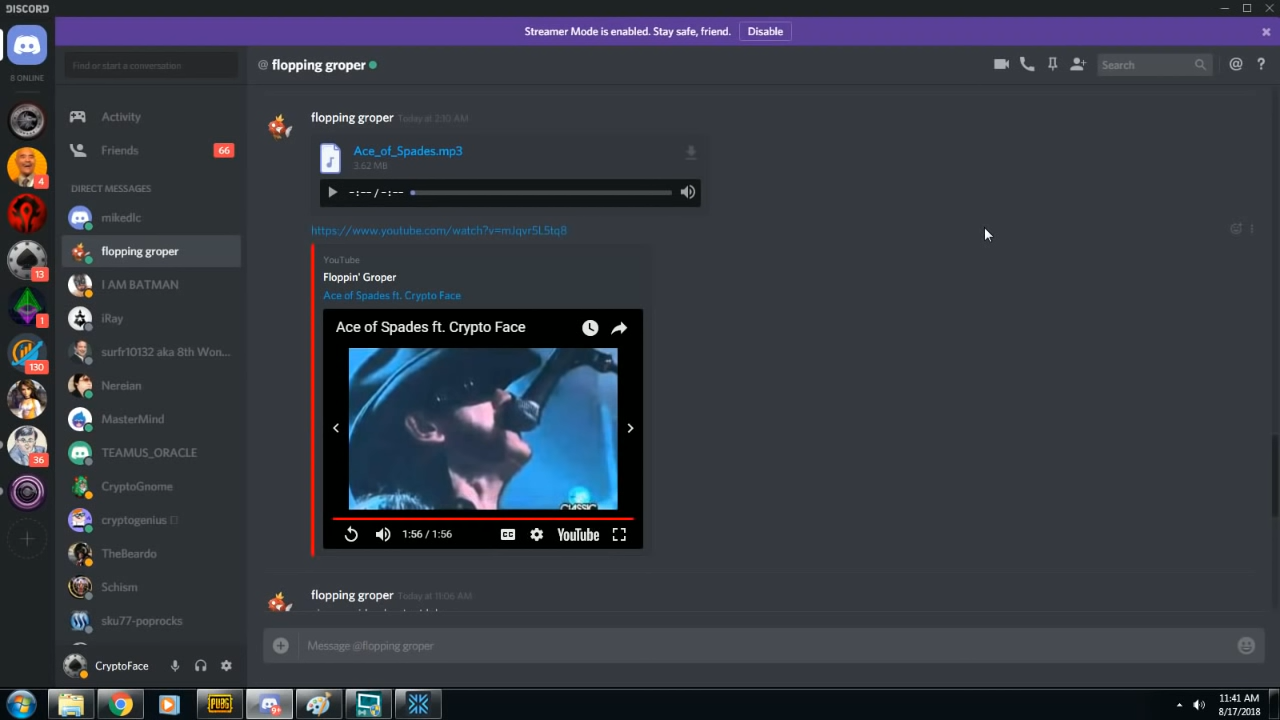 DISCORD
Streamer Mode is enabled. Stay safe, friend.
Disable
8 ONLINE
4
13
1
130
36
Find or start a conversation
Activity
Friends
66
DIRECT MESSAGES
mikedlc
flopping groper
I AM BATMAN
iRay
surfr10132 aka 8th Won...
Nereian
MasterMind
TEAMUS_ORACLE
CryptoGnome
cryptogenius
TheBeardo
Schism
sku77-poprocks
CryptoFace
@ flopping groper
Search
flopping groper Today at 2:10 AM
Ace_of_Spades.mp3
3.62 MB
-:-- / -:--
https://www.youtube.com/watch?v=mJqvr5L5tq8
YouTube
Floppin' Groper
Ace of Spades ft. Crypto Face
Ace of Spades ft. Crypto Face
CLASSIC
1:56 / 1:56
CC
YouTube
flopping groper Today at 11:06 AM
Message @flopping groper
PUBG
9+
11:41 AM
8/17/2018